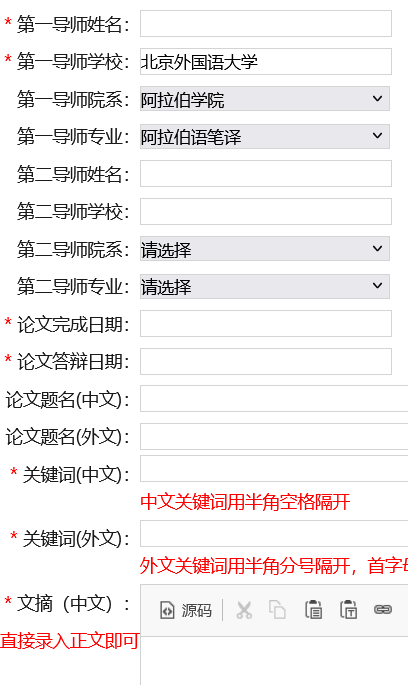 * 第一导师姓名：
* 第一导师学校： 北京外国语大学
第一导师院系： 阿拉伯学院
第一导师专业： 阿拉伯语笔译
第二导师姓名：
第二导师学校：
第二导师院系： 请选择
第二导师专业： 请选择
* 论文完成日期：
* 论文答辩日期：
论文题名(中文)：
论文题名(外文)：
* 关键词(中文)：
中文关键词用半角空格隔开
* 关键词(外文)：
外文关键词用半角分号隔开，首字
* 文摘（中文）： 源码
直接录入正文即可